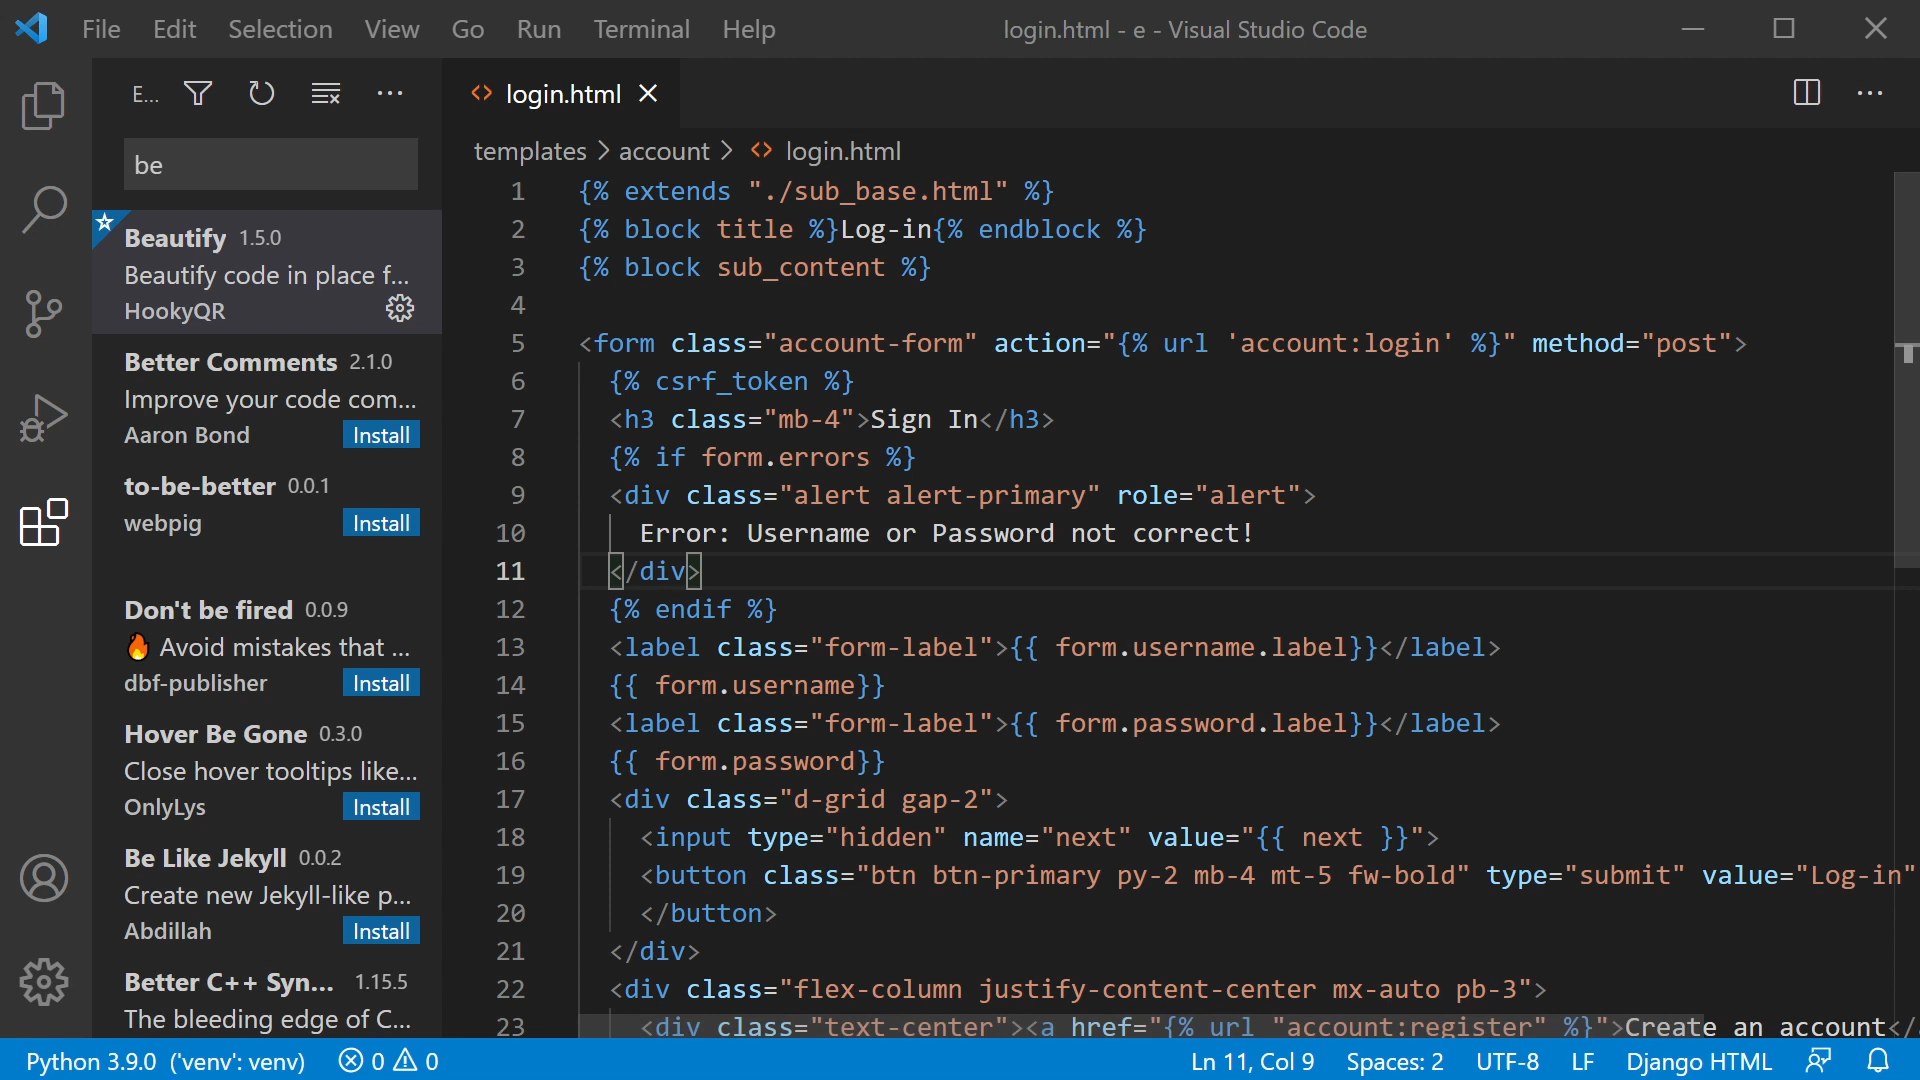 File Edit Selection View Go Run Terminal Help login.html - e - Visual Studio Code
E...
be
Beautify 1.5.0
Beautify code in place f...
HookyQR
Better Comments 2.1.0
Improve your code com...
Aaron Bond Install
to-be-better 0.0.1
webpig Install
Don't be fired 0.0.9
🔥 Avoid mistakes that ...
dbf-publisher Install
Hover Be Gone 0.3.0
Close hover tooltips like...
OnlyLys Install
Be Like Jekyll 0.0.2
Create new Jekyll-like p...
Abdillah Install
Better C++ Syn... 1.15.5
The bleeding edge of C...
login.html
templates > account > login.html
1 {% extends "./sub_base.html" %}
2 {% block title %}Log-in{% endblock %}
3 {% block sub_content %}
4
5 <form class="account-form" action="{% url 'account:login' %}" method="post">
6 {% csrf_token %}
7 <h3 class="mb-4">Sign In</h3>
8 {% if form.errors %}
9 <div class="alert alert-primary" role="alert">
10 Error: Username or Password not correct!
11 </div>
12 {% endif %}
13 <label class="form-label">{{ form.username.label}}</label>
14 {{ form.username}}
15 <label class="form-label">{{ form.password.label}}</label>
16 {{ form.password}}
17 <div class="d-grid gap-2">
18 <input type="hidden" name="next" value="{{ next }}">
19 <button class="btn btn-primary py-2 mb-4 mt-5 fw-bold" type="submit" value="Log-in"
20 </button>
21 </div>
22 <div class="flex-column justify-content-center mx-auto pb-3">
23 <div class="text-center"><a href="{% url "account:register" %}">Create an account</
Python 3.9.0 ('venv': venv) 0 0 Ln 11, Col 9 Spaces: 2 UTF-8 LF Django HTML